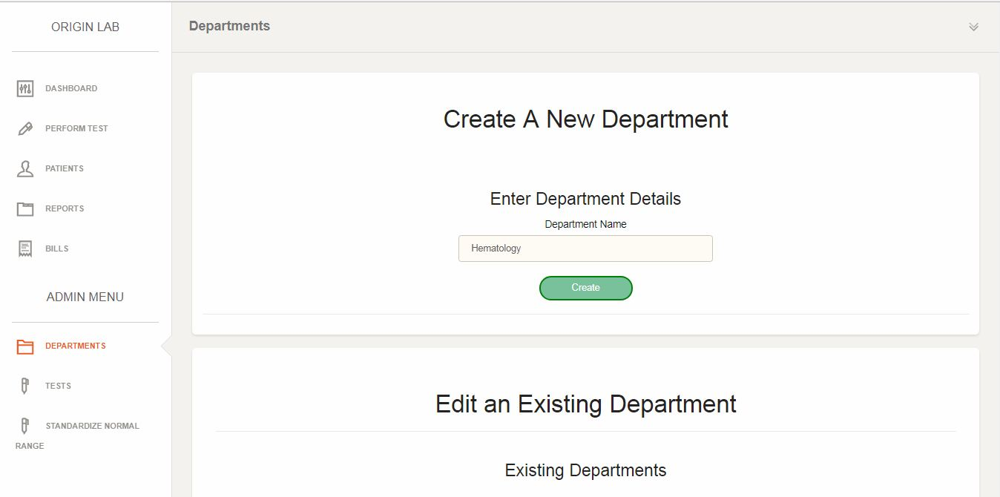 ORIGIN LAB
DASHBOARD
PERFORM TEST
PATIENTS
REPORTS
BILLS
ADMIN MENU
DEPARTMENTS
TESTS
STANDARDIZE NORMAL
RANGE
Departments
Create A New Department
Enter Department Details
Department Name
Hematology
Create
Edit an Existing Department
Existing Departments